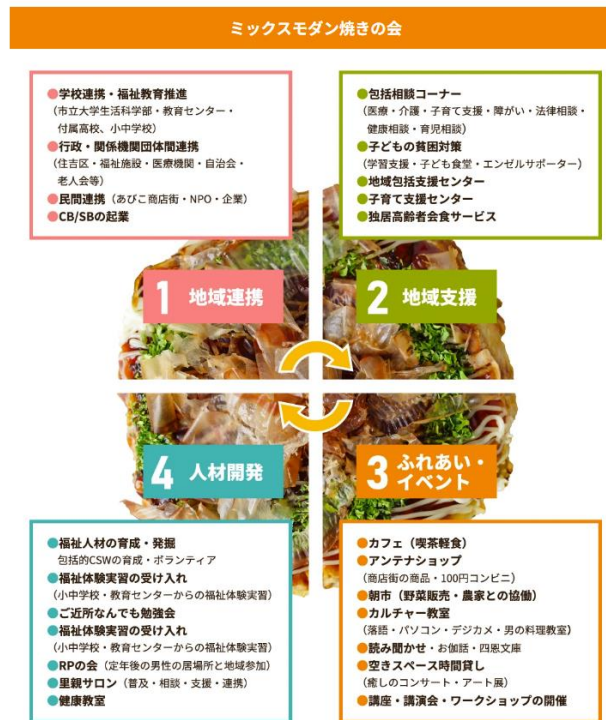 ミックスモダン焼きの会
●学校連携・福祉教育推進
（市立大学生活科学部・教育センター・
付属高校、小中学校）
●行政・関係機関団体間連携
（住吉区・福祉施設・医療機関・自治会・
老人会等）
●民間連携（あびこ商店街・NPO・企業）
●CB/SBの起業
●包括相談コーナー
（医療・介護・子育て支援・障がい・法律相談・
健康相談・育児相談）
●子どもの貧困対策
（学習支援・子ども食堂・エンゼルサポーター）
●地域包括支援センター
●子育て支援センター
●独居高齢者会食サービス
1 地域連携
2 地域支援
4 人材開発
3 ふれあい・
イベント
●福祉人材の育成・発掘
包括的CSWの育成・ボランティア
●福祉体験実習の受け入れ
（小中学校・教育センターからの福祉体験実習）
●ご近所なんでも勉強会
●福祉体験実習の受け入れ
（小中学校・教育センターからの福祉体験実習）
●RPの会（定年後の男性の居場所と地域参加）
●里親サロン（普及・相談・支援・連携）
●健康教室
●カフェ（喫茶軽食）
●アンテナショップ
（商店街の商品・100円コンビニ）
●朝市（野菜販売・農家との協働）
●カルチャー教室
（落語・パソコン・デジカメ・男の料理教室）
●読み聞かせ・お伽話・四恩文庫
●空きスペース時間貸し
（癒しのコンサート・アート展）
●講座・講演会・ワークショップの開催